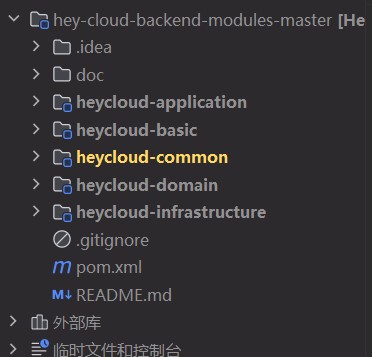 hey-cloud-backend-modules-master [He
.idea
doc
heycloud-application
heycloud-basic
heycloud-common
heycloud-domain
heycloud-infrastructure
.gitignore
m pom.xml
M↓ README.md
外部库
临时文件和控制台